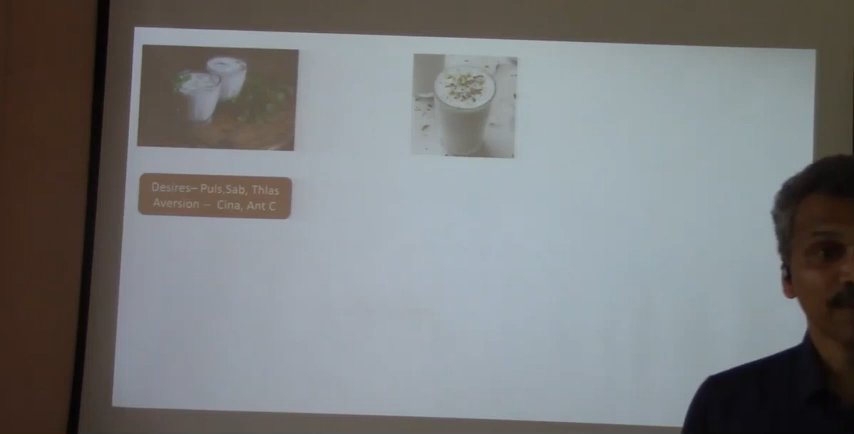 Desires– Puls,Sab, Thlas
Aversion -- Cina, Ant C